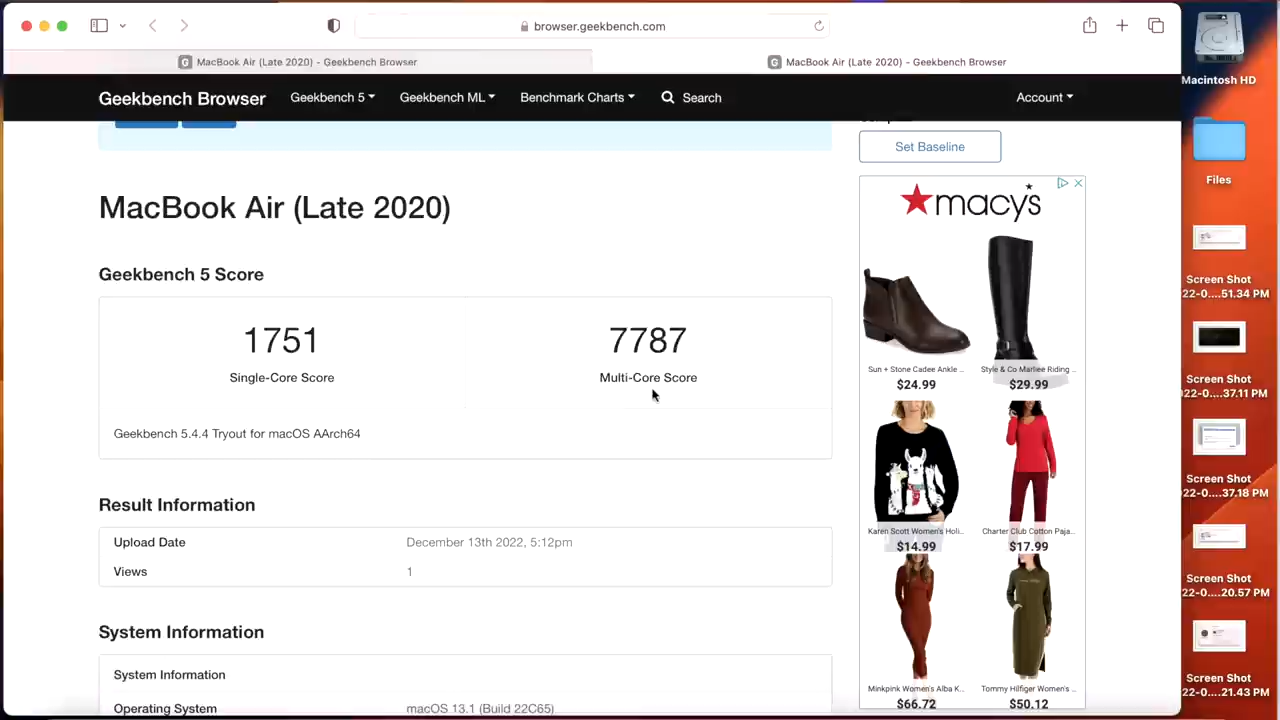 browser.geekbench.com
MacBook Air (Late 2020) – Geekbench Browser
MacBook Air (Late 2020) – Geekbench Browser
Geekbench Browser
Geekbench 5
Geekbench ML
Benchmark Charts
Search
Account
Set Baseline
MacBook Air (Late 2020)
Geekbench 5 Score
1751
Single-Core Score
7787
Multi-Core Score
Geekbench 5.4.4 Tryout for macOS AArch64
Result Information
Upload Date
December 13th 2022, 5:12pm
Views
1
System Information
System Information
Operating System
macOS 13.1 (Build 22C65)
macy's
Sun + Stone Cadee Ankle ...
$24.99
Style & Co Marliee Riding ...
$29.99
Karen Scott Women's Holi...
$14.99
Charter Club Cotton Paja...
$17.99
Minkpink Women's Alba K...
$66.72
Tommy Hilfiger Women's ...
$50.12
Macintosh HD
Files
Screen Shot
22-0....51.34 PM
Screen Shot
22-0....37.11 PM
Screen Shot
22-0....37.18 PM
Screen Shot
22-0....20.57 PM
Screen Shot
22-0....21.43 PM